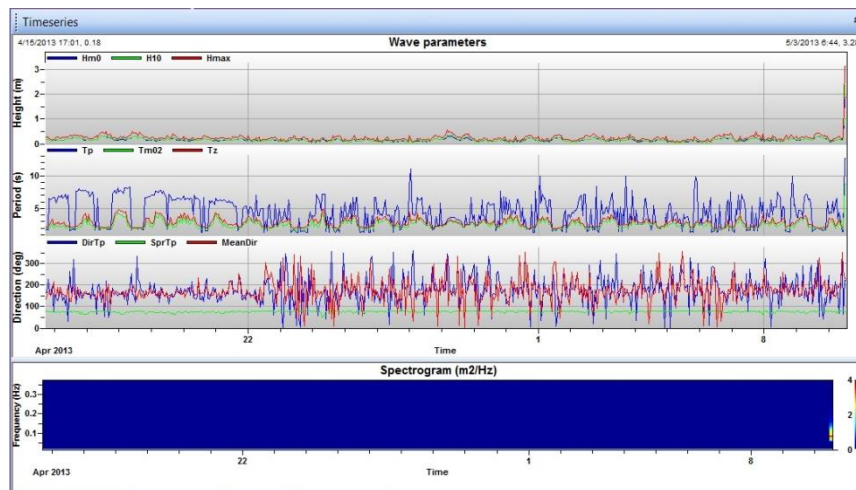 Timeseries
4/15/2013 17:01, 0.18 Wave parameters 5/3/2013 6:44, 3.28
Hm0 H10 Hmax
Height (m)
3
2
1
0
Tp Tm02 Tz
Period (s)
10
5
DirTp SprTp MeanDir
Direction (deg)
300
200
100
0
22 1 8
Apr 2013 Time
Spectrogram (m2/Hz)
Frequency (Hz)
0.3
0.2
0.1
4
2
0
22 1 8
Apr 2013 Time